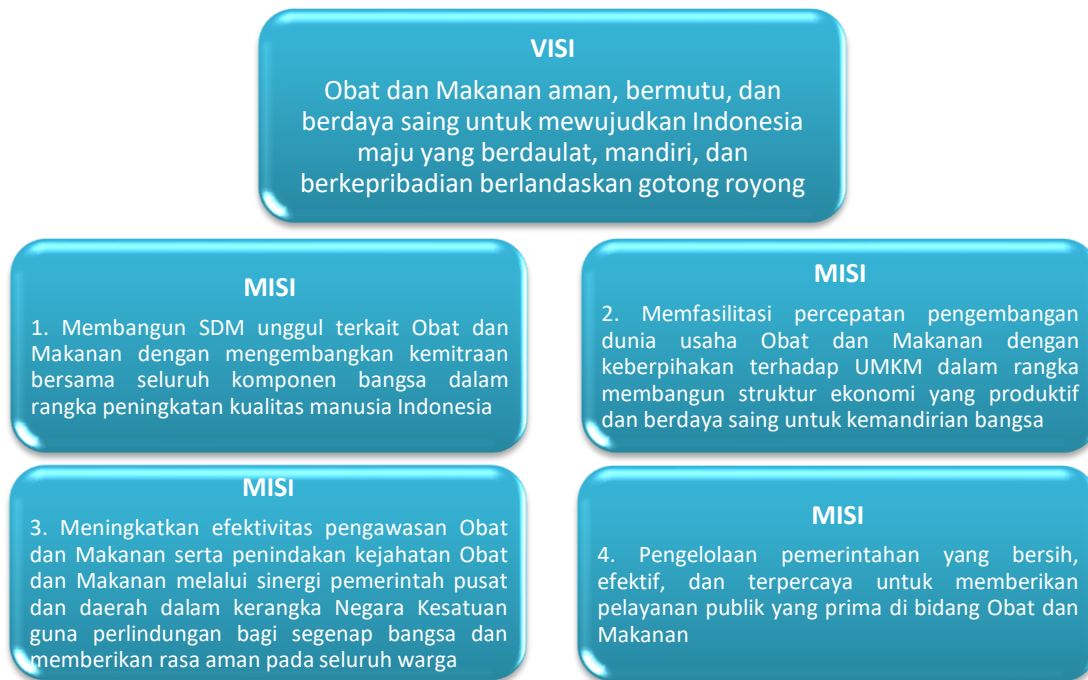 VISI
Obat dan Makanan aman, bermutu, dan
berdaya saing untuk mewujudkan Indonesia
maju yang berdaulat, mandiri, dan
berkepribadian berlandaskan gotong royong
MISI
1. Membangun SDM unggul terkait Obat dan
Makanan dengan mengembangkan kemitraan
bersama seluruh komponen bangsa dalam
rangka peningkatan kualitas manusia Indonesia
MISI
2. Memfasilitasi percepatan pengembangan
dunia usaha Obat dan Makanan dengan
keberpihakan terhadap UMKM dalam rangka
membangun struktur ekonomi yang produktif
dan berdaya saing untuk kemandirian bangsa
MISI
3. Meningkatkan efektivitas pengawasan Obat
dan Makanan serta penindakan kejahatan Obat
dan Makanan melalui sinergi pemerintah pusat
dan daerah dalam kerangka Negara Kesatuan
guna perlindungan bagi segenap bangsa dan
memberikan rasa aman pada seluruh warga
MISI
4. Pengelolaan pemerintahan yang bersih,
efektif, dan terpercaya untuk memberikan
pelayanan publik yang prima di bidang Obat dan
Makanan